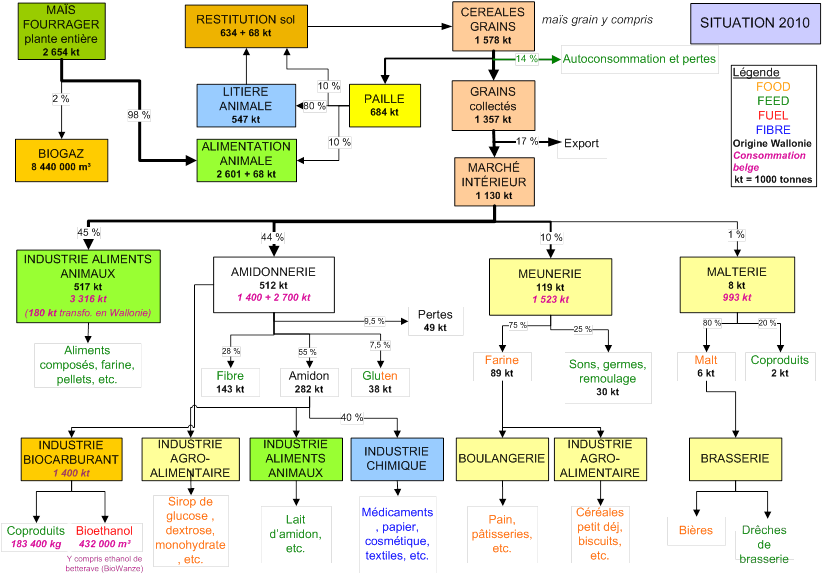 MAÏS
FOURRAGER
plante entière
2 654 kt
RESTITUTION sol
634 + 68 kt
CEREALES
GRAINS
1 578 kt
maïs grain y compris
SITUATION 2010
14 %
Autoconsommation et pertes
2 %
98 %
LITIERE
ANIMALE
547 kt
10 %
80 %
10 %
PAILLE
684 kt
GRAINS
collectés
1 357 kt
Légende
FOOD
FEED
FUEL
FIBRE
Origine Wallonie
Consommation
belge
kt = 1000 tonnes
BIOGAZ
8 440 000 m³
ALIMENTATION
ANIMALE
2 601 + 68 kt
17 %
Export
MARCHÉ
INTÉRIEUR
1 130 kt
45 %
44 %
10 %
1 %
INDUSTRIE ALIMENTS
ANIMAUX
517 kt
3 316 kt
(180 kt transfo. en Wallonie)
AMIDONNERIE
512 kt
1 400 + 2 700 kt
MEUNERIE
119 kt
1 523 kt
MALTERIE
8 kt
993 kt
Aliments
composés, farine,
pellets, etc.
9,5 %
Pertes
49 kt
28 %
55 %
7,5 %
Fibre
143 kt
Amidon
282 kt
Gluten
38 kt
75 %
25 %
Farine
89 kt
Sons, germes,
remoulage
30 kt
80 %
20 %
Malt
6 kt
Coproduits
2 kt
40 %
INDUSTRIE
BIOCARBURANT
1 400 kt
INDUSTRIE
AGRO-
ALIMENTAIRE
INDUSTRIE
ALIMENTS
ANIMAUX
INDUSTRIE
CHIMIQUE
BOULANGERIE
INDUSTRIE
AGRO-
ALIMENTAIRE
BRASSERIE
Coproduits
183 400 kg
Bioethanol
432 000 m³
Y compris ethanol de
betterave (BioWanze)
Sirop de
glucose ,
dextrose,
monohydrate
, etc.
Lait
d'amidon,
etc.
Médicaments
, papier,
cosmétique,
textiles, etc.
Pain,
pâtisseries,
etc.
Céréales
petit déj,
biscuits,
etc.
Bières
Drêches
de
brasserie